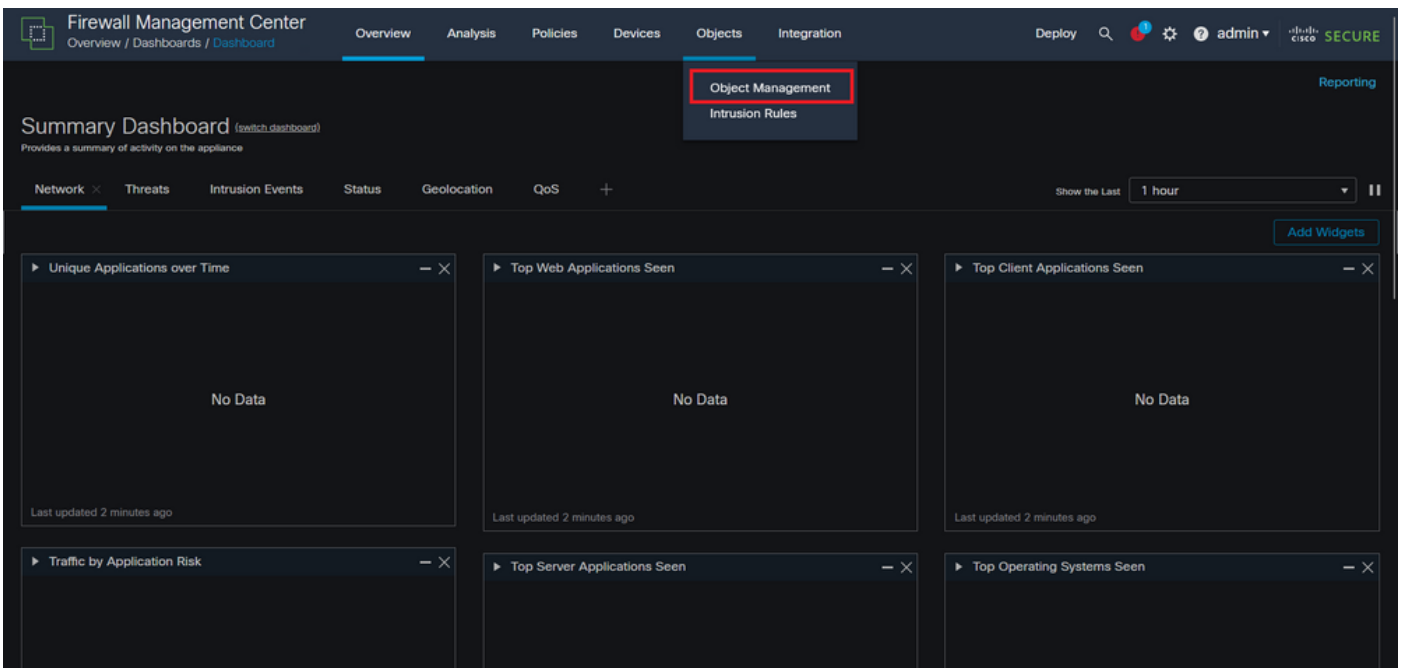 Firewall Management Center
Overview / Dashboards / Dashboard
Overview Analysis Policies Devices Objects Integration
Deploy 1 ? admin cisco SECURE
Object Management
Intrusion Rules
Reporting
Summary Dashboard (switch dashboard)
Provides a summary of activity on the appliance
Network Threats Intrusion Events Status Geolocation QoS
Show the Last 1 hour
Add Widgets
Unique Applications over Time
Top Web Applications Seen
Top Client Applications Seen
No Data
No Data
No Data
Last updated 2 minutes ago
Last updated 2 minutes ago
Last updated 2 minutes ago
Traffic by Application Risk
Top Server Applications Seen
Top Operating Systems Seen